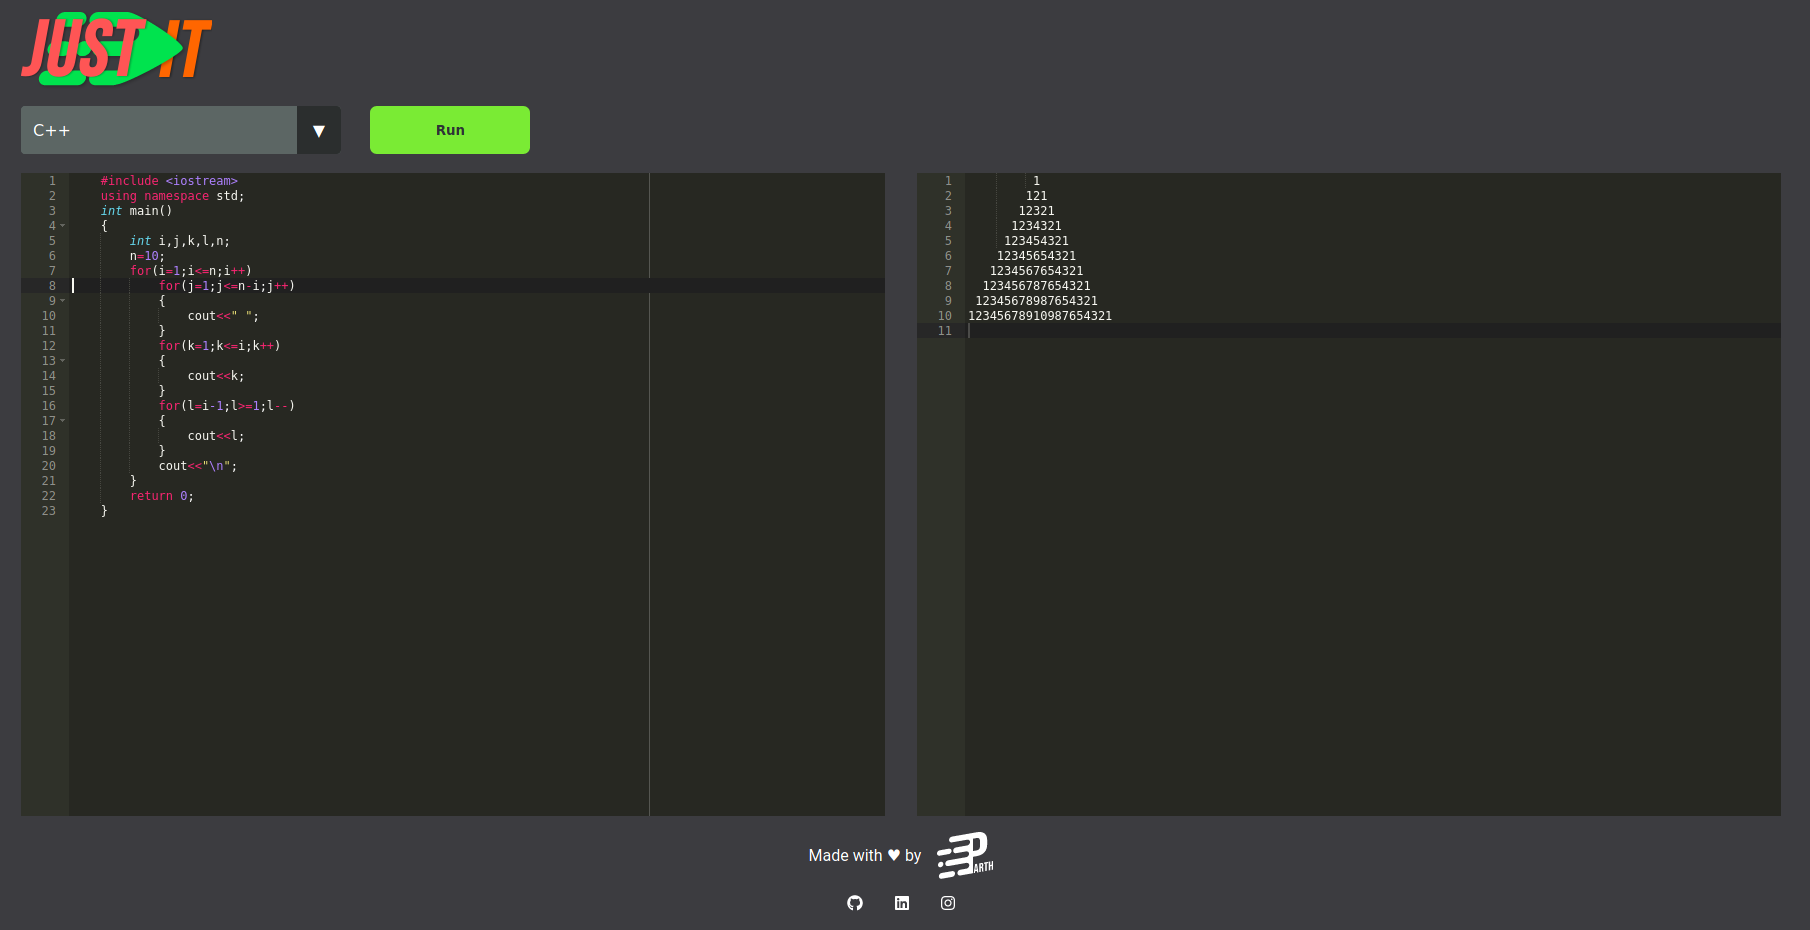 JUST IT
C++ ▼ Run
1 #include <iostream>
2 using namespace std;
3 int main()
4 {
5 int i,j,k,l,n;
6 n=10;
7 for(i=1;i<=n;i++)
8 for(j=1;j<=n-i;j++)
9 {
10 cout<<" ";
11 }
12 for(k=1;k<=i;k++)
13 {
14 cout<<k;
15 }
16 for(l=i-1;l>=1;l--)
17 {
18 cout<<l;
19 }
20 cout<<"\n";
21 }
22 return 0;
23 }
1 1
2 121
3 12321
4 1234321
5 123454321
6 12345654321
7 1234567654321
8 123456787654321
9 12345678987654321
10 12345678910987654321
11
Made with ♥ by PARTH